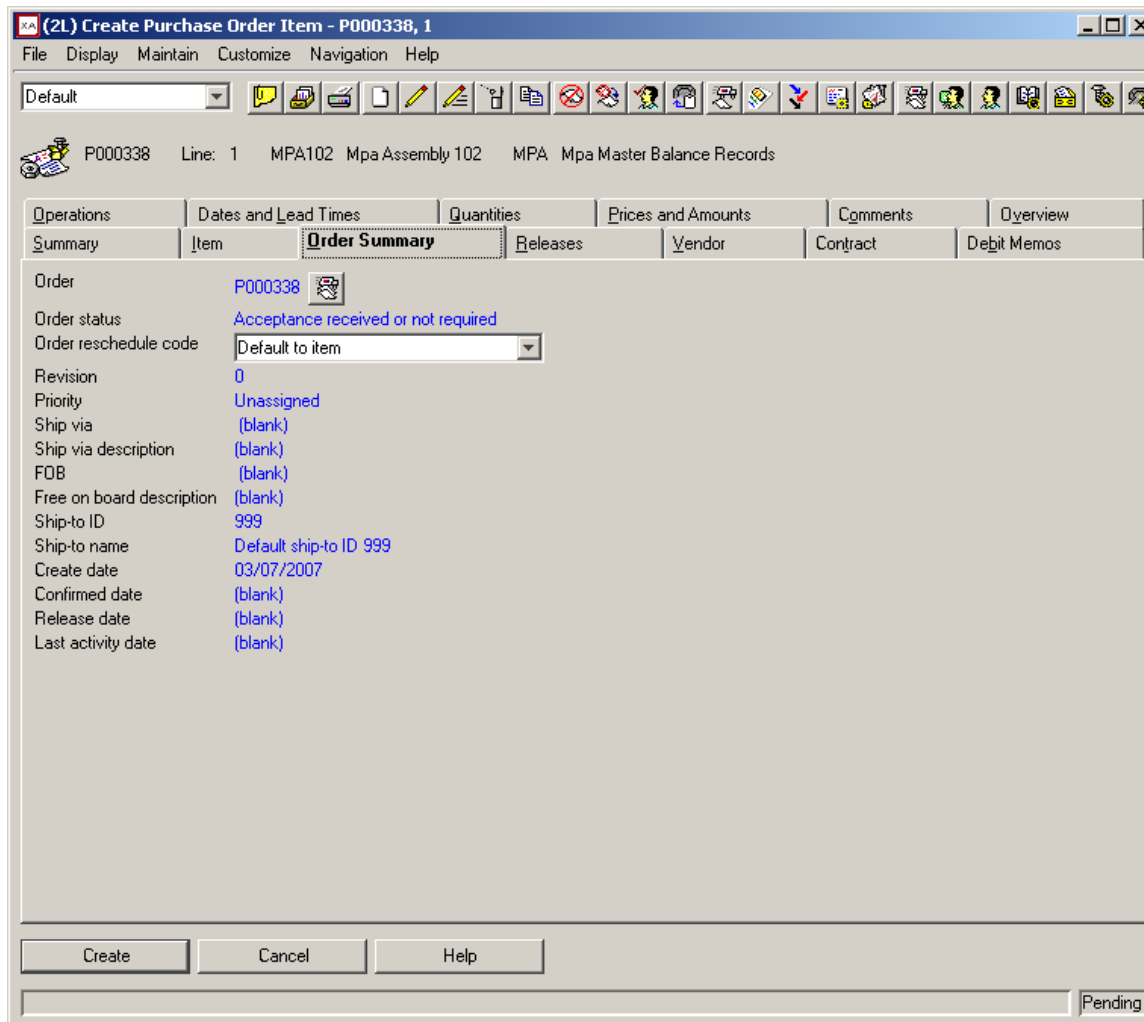 XA (2L) Create Purchase Order Item - P000338, 1
File Display Maintain Customize Navigation Help
Default
P000338 Line: 1 MPA102 Mpa Assembly 102 MPA Mpa Master Balance Records
Operations Dates and Lead Times Quantities Prices and Amounts Comments Overview
Summary Item Order Summary Releases Vendor Contract Debit Memos
Order P000338
Order status Acceptance received or not required
Order reschedule code Default to item
Revision 0
Priority Unassigned
Ship via (blank)
Ship via description (blank)
FOB (blank)
Free on board description (blank)
Ship-to ID 999
Ship-to name Default ship-to ID 999
Create date 03/07/2007
Confirmed date (blank)
Release date (blank)
Last activity date (blank)
Create Cancel Help
Pending